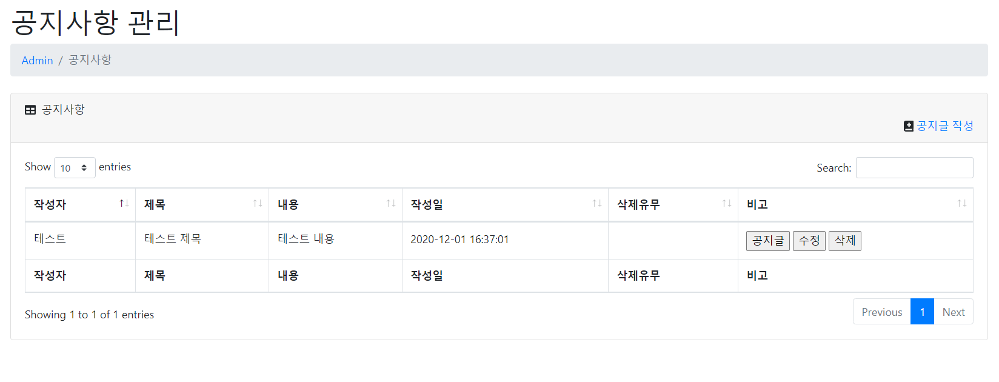 공지사항 관리
Admin / 공지사항
공지사항
공지글 작성
Show 10 entries Search:
작성자 제목 내용 작성일 삭제유무 비고
테스트 테스트 제목 테스트 내용 2020-12-01 16:37:01 공지글 수정 삭제
작성자 제목 내용 작성일 삭제유무 비고
Showing 1 to 1 of 1 entries Previous 1 Next